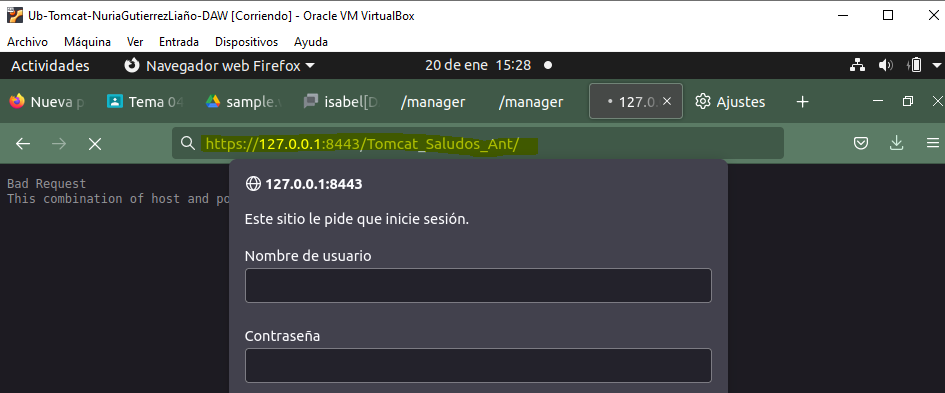 Ub-Tomcat-NuriaGutierrezLiaño-DAW [Corriendo] - Oracle VM VirtualBox
Archivo Máquina Ver Entrada Dispositivos Ayuda
Actividades Navegador web Firefox 20 de ene 15:28
Nueva p Tema 04 sample. isabel[D /manager /manager 127.0. Ajustes
https://127.0.0.1:8443/Tomcat_Saludos_Ant/
Bad Request
This combination of host and po
127.0.0.1:8443
Este sitio le pide que inicie sesión.
Nombre de usuario
Contraseña